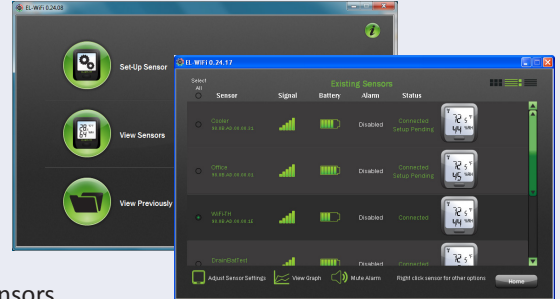 EL-WiFi 0.24.08
Set-Up Sensor
View Sensors
View Previously
EL-WiFi 0.24.17
Existing Sensors
Select All
Sensor Signal Battery Alarm Status
Cooler Disabled Connected
Setup Pending
Office Disabled Connected
Setup Pending
WiFi-TH Disabled Connected
DrawnBatTest Disabled
Adjust Sensor Settings View Graph Mute Alarm Right click sensor for other options Home
nsors